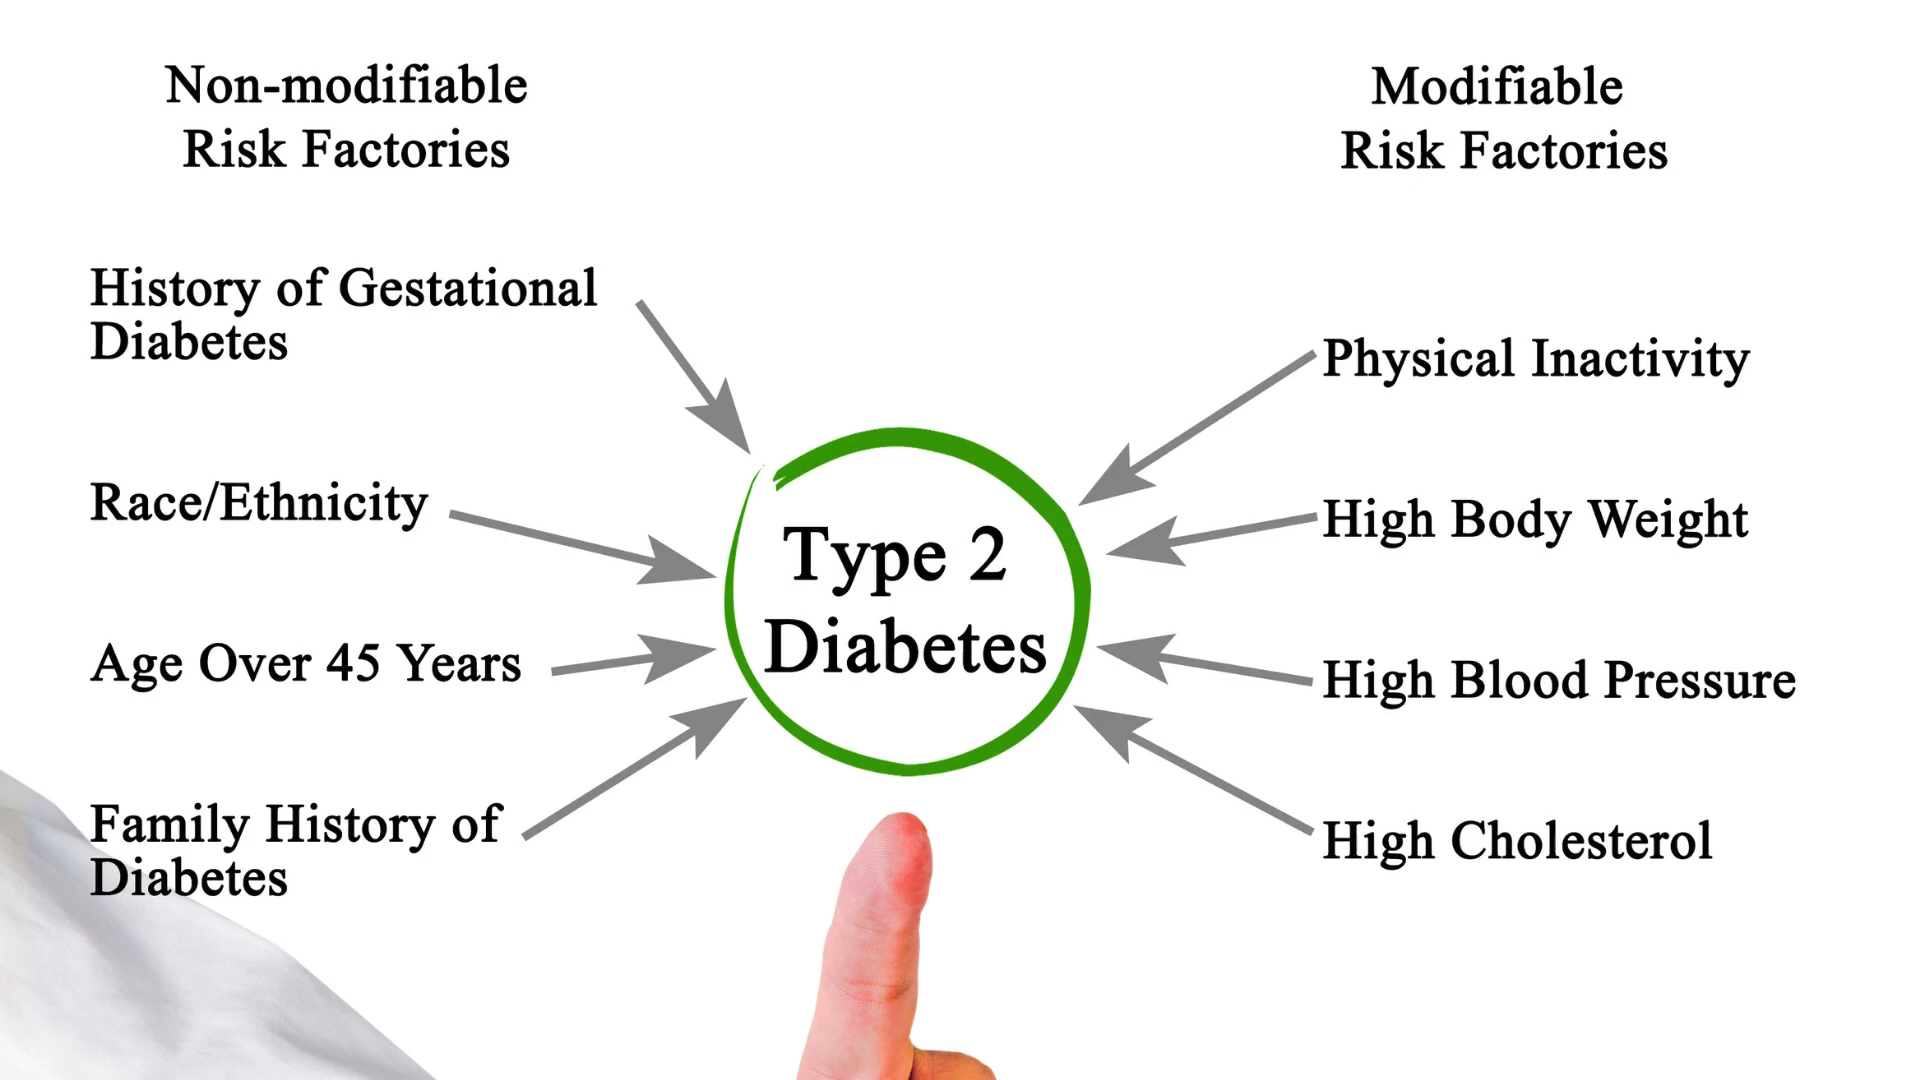 Non-modifiable
Risk Factories
Modifiable
Risk Factories
History of Gestational
Diabetes
Race/Ethnicity
Age Over 45 Years
Family History of
Diabetes
Type 2
Diabetes
Physical Inactivity
High Body Weight
High Blood Pressure
High Cholesterol